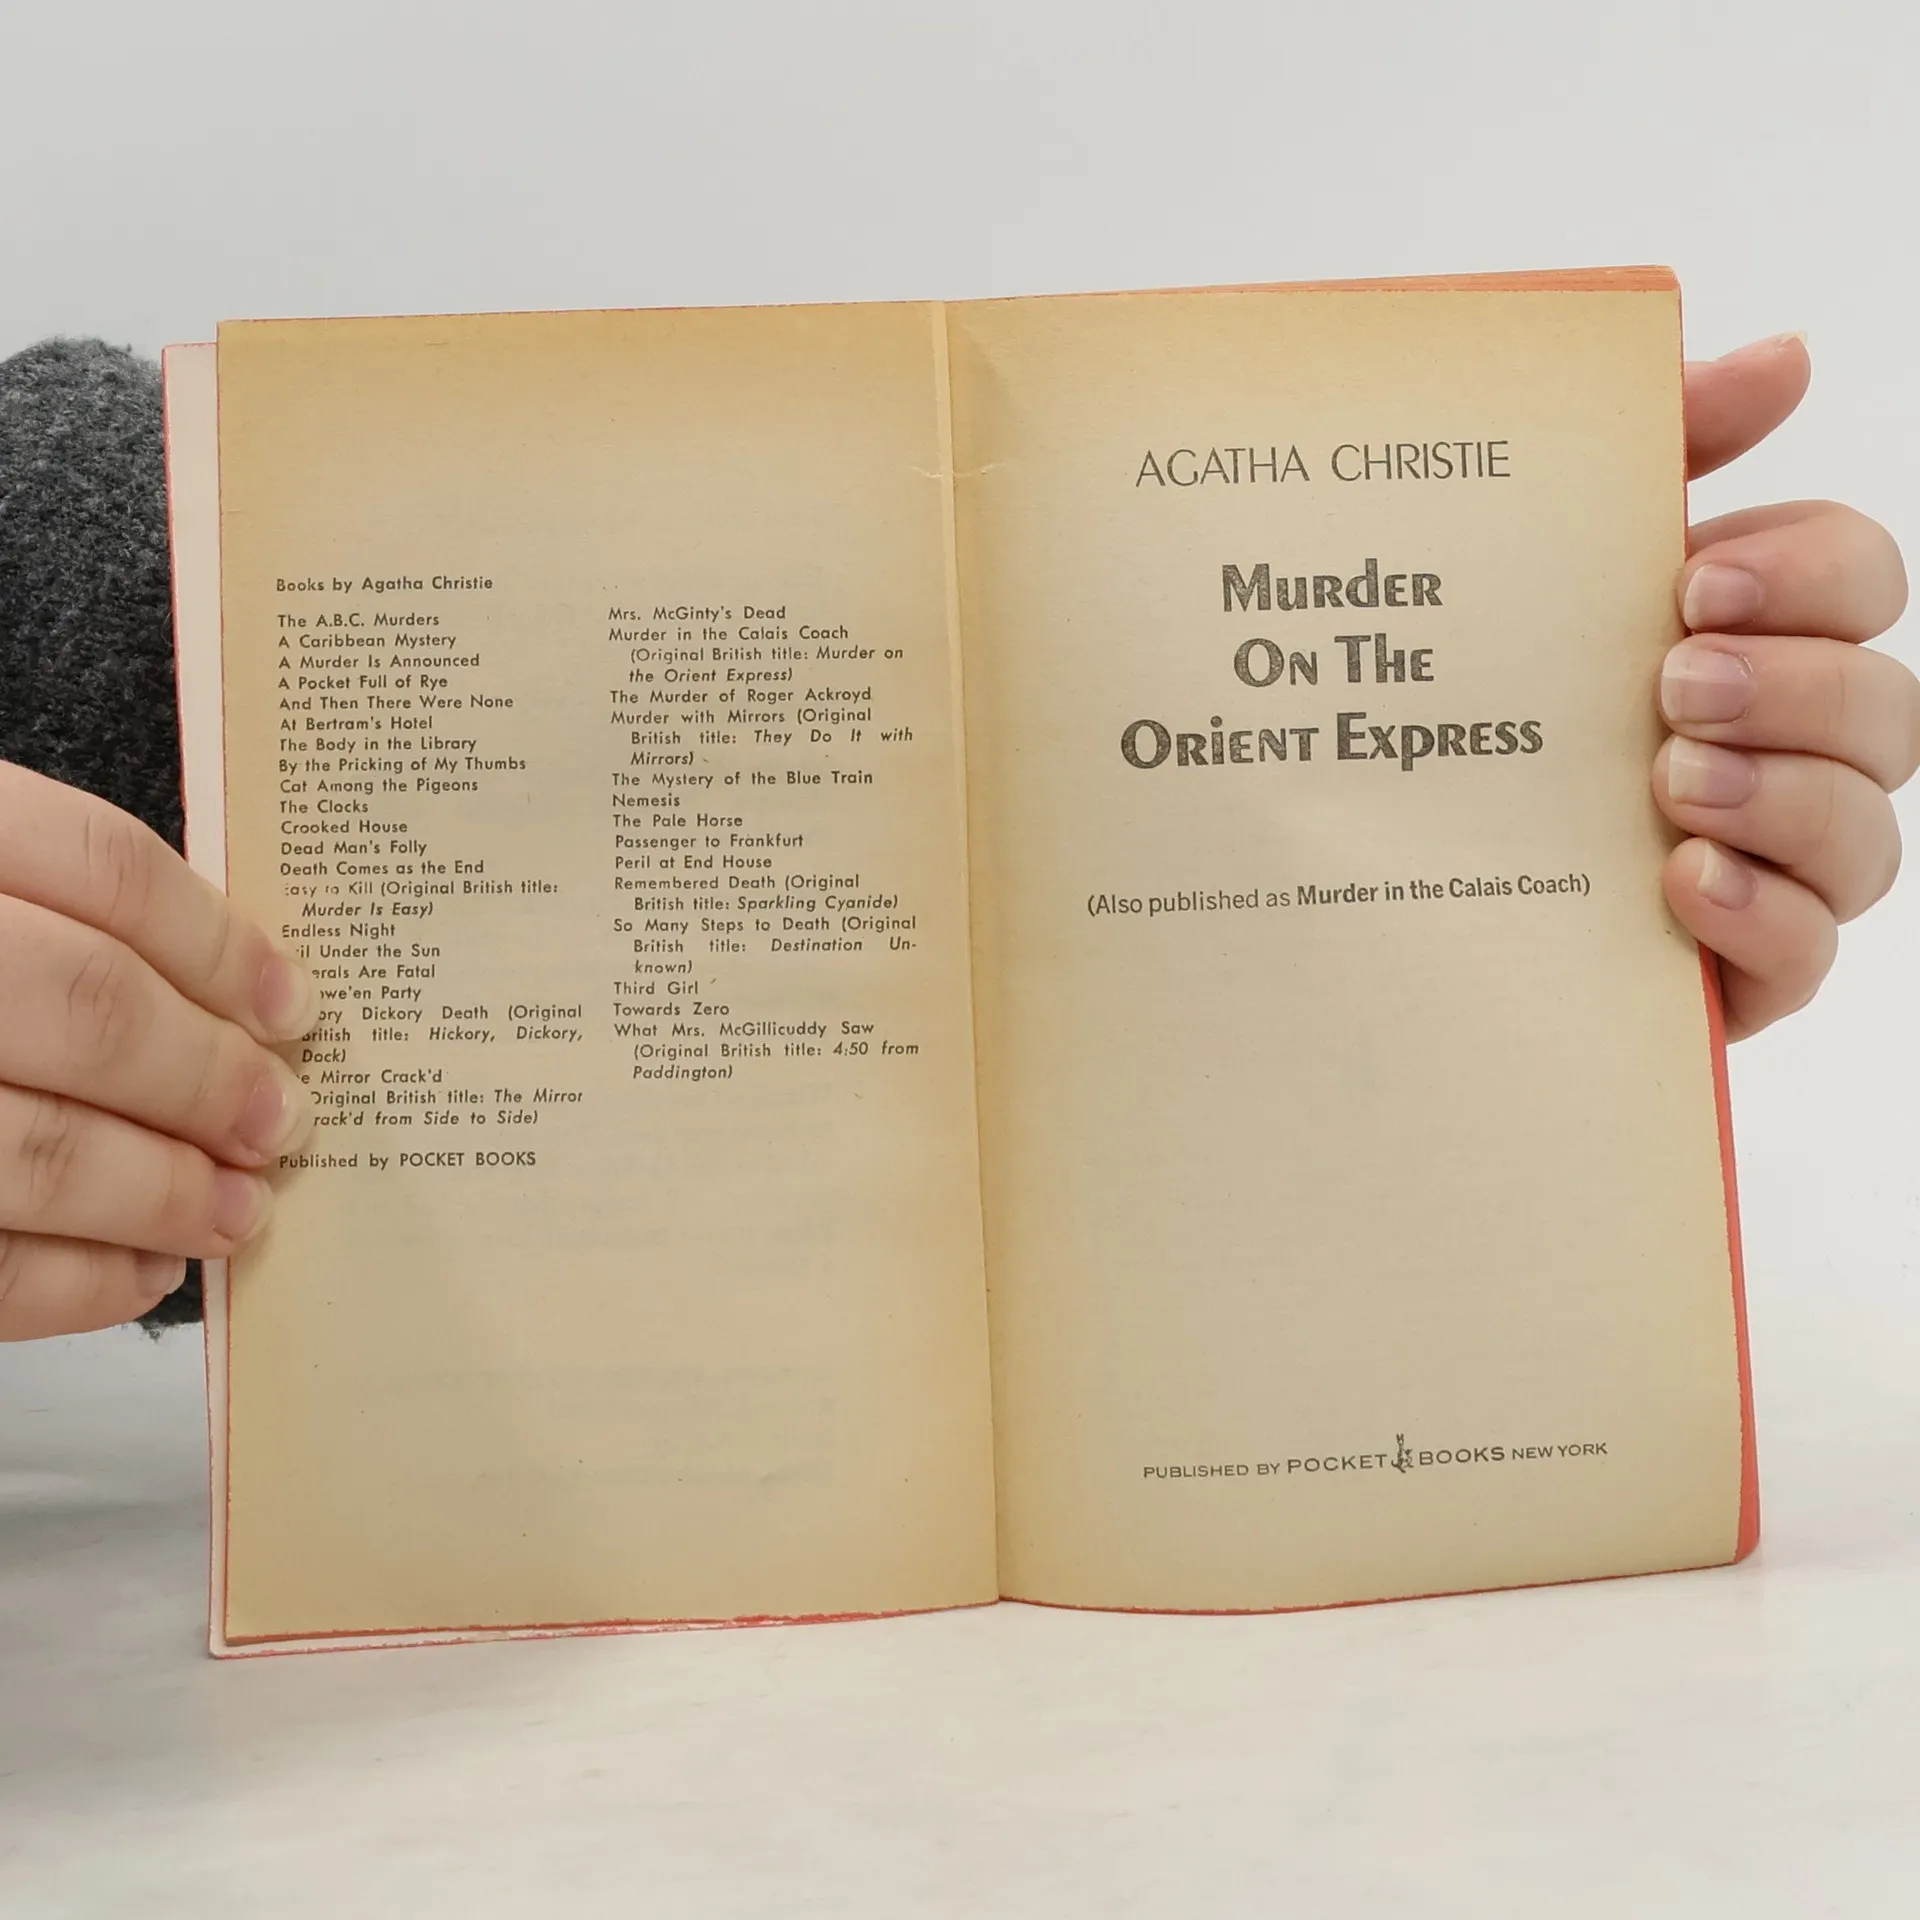 Books by Agatha Christie
The A.B.C. Murders
A Caribbean Mystery
A Murder Is Announced
A Pocket Full of Rye
And Then There Were None
At Bertram's Hotel
The Body in the Library
By the Pricking of My Thumbs
Cat Among the Pigeons
The Clocks
Crooked House
Dead Man's Folly
Death Comes as the End
Easy to Kill (Original British title:
Murder Is Easy)
Endless Night
Under the Sun
Are Fatal
Party
Dickory Death (Original
British title: Hickory, Dickory,
Dock)
Mirror Crack'd
Original British title: The Mirror
from Side to Side)
Published by POCKET BOOKS
Mrs. McGinty's Dead
Murder in the Calais Coach
(Original British title: Murder on
the Orient Express)
The Murder of Roger Ackroyd
Murder with Mirrors (Original
British title: They Do It with
Mirrors)
The Mystery of the Blue Train
Nemesis
The Pale Horse
Passenger to Frankfurt
Peril at End House
Remembered Death (Original
British title: Sparkling Cyanide)
So Many Steps to Death (Original
British title: Destination Un-
known)
Third Girl
Towards Zero
What Mrs. McGillicuddy Saw
(Original British title: 4:50 from
Paddington)
AGATHA CHRISTIE
MURDER
ON THE
ORIENT EXPRESS
(Also published as Murder in the Calais Coach)
PUBLISHED BY POCKET BOOKS NEW YORK